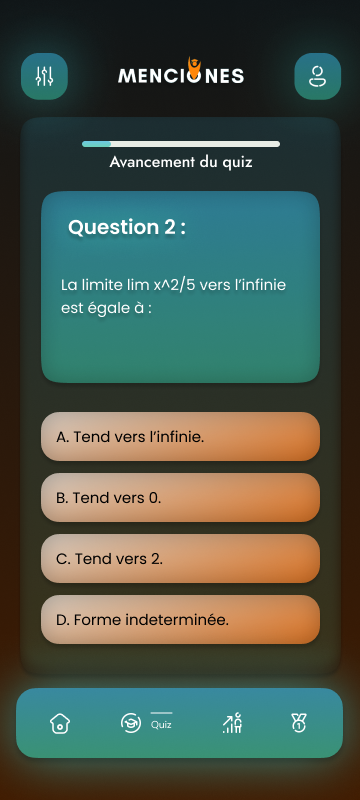 MENCIONES
Avancement du quiz
Question 2 :
La limite lim x^2/5 vers l’infinie
est égale à :
A. Tend vers l’infinie.
B. Tend vers 0.
C. Tend vers 2.
D. Forme indeterminée.
Quiz
1